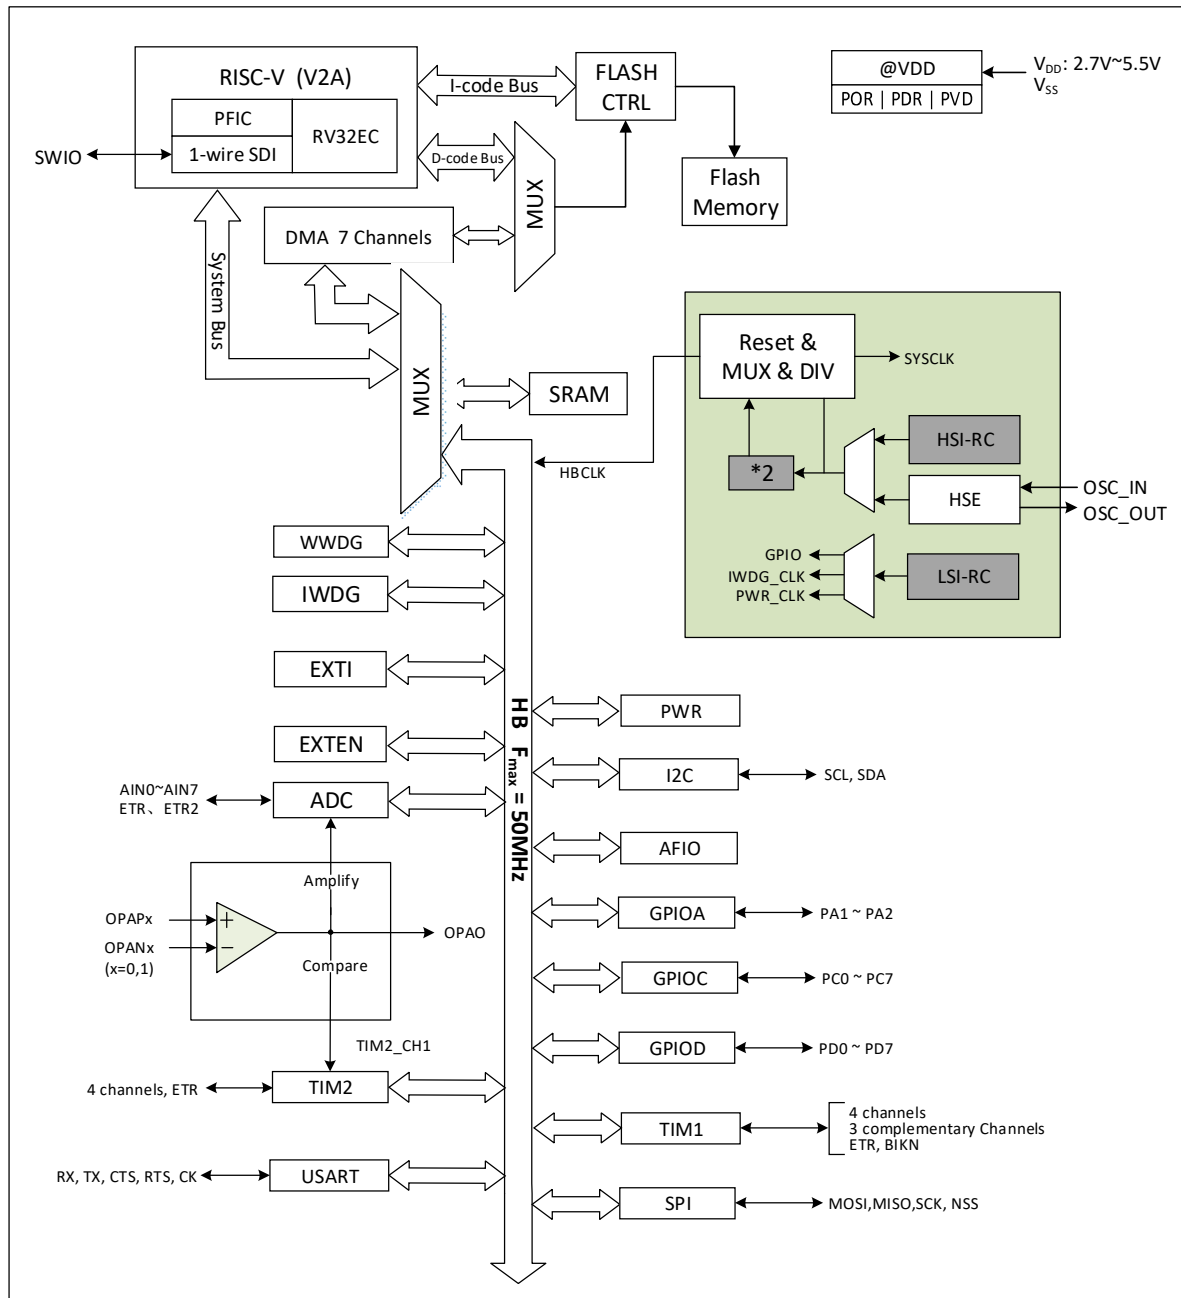 RISC-V (V2A)
PFIC
1-wire SDI
RV32EC
SWIO
I-code Bus
D-code Bus
FLASH
CTRL
Flash
Memory
MUX
@VDD
POR | PDR | PVD
VDD: 2.7V~5.5V
VSS
DMA 7 Channels
System Bus
MUX
SRAM
Reset &
MUX & DIV
SYSCLK
HBCLK
*2
HSI-RC
HSE
OSC_IN
OSC_OUT
GPIO
IWDG_CLK
PWR_CLK
LSI-RC
WWDG
IWDG
EXTI
EXTEN
AIN0~AIN7
ETR、ETR2
ADC
HB Fmax = 50MHz
Amplify
OPAPx
OPANx
(x=0,1)
+
−
OPAO
Compare
TIM2_CH1
4 channels, ETR
TIM2
RX, TX, CTS, RTS, CK
USART
PWR
I2C
SCL, SDA
AFIO
GPIOA
PA1 ~ PA2
GPIOC
PC0 ~ PC7
GPIOD
PD0 ~ PD7
TIM1
4 channels
3 complementary Channels
ETR, BIKN
SPI
MOSI,MISO,SCK, NSS